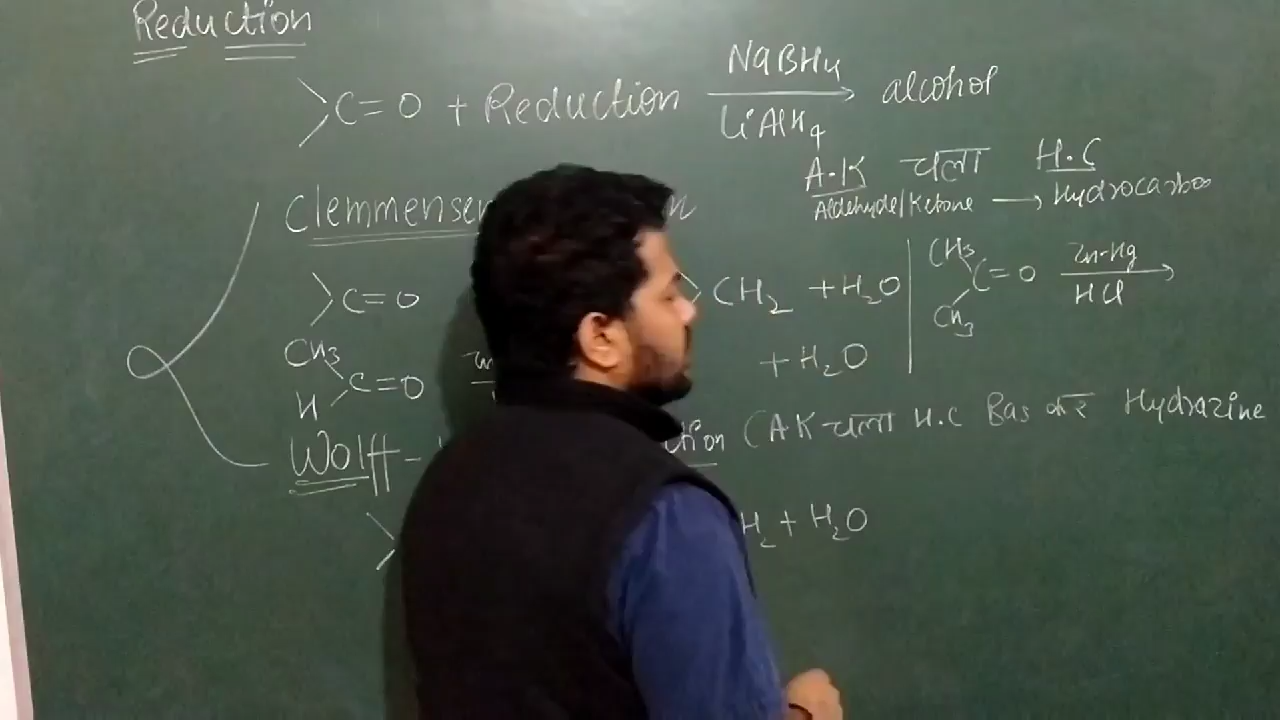 Reduction
>C=O + Reduction NaBH4 LiAlH4 alcohol
A.K चला H.C
Aldehyde/Ketone → Hydrocarbon
>C=O >CH2 + H2O
CH3 CH3 C=O Zn-Hg HCl
CH3 H C=O + H2O
Wolff- (AK चला H.C Bas कर Hydrazine
H2 + H2O